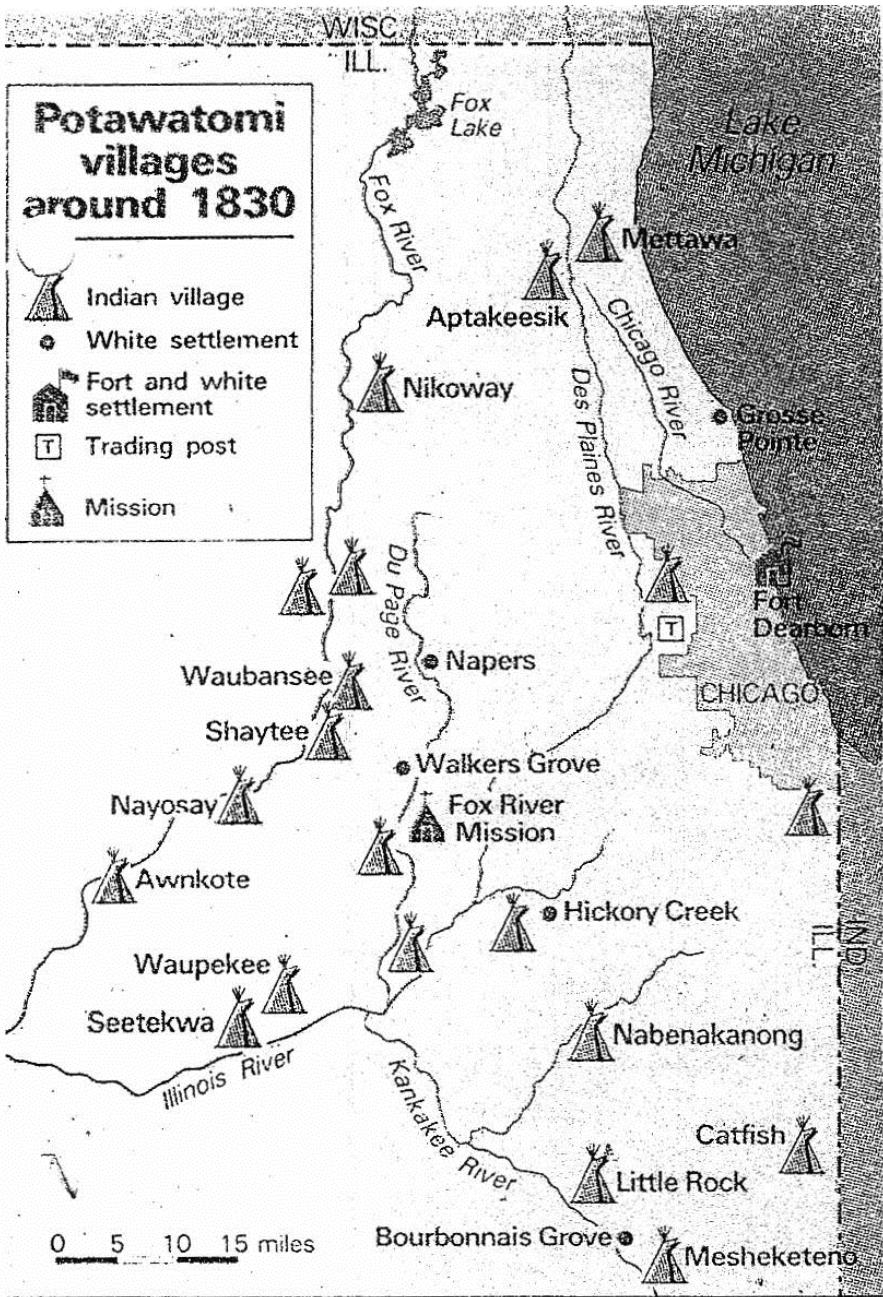 WISC.
ILL.
Potawatomi
villages
around 1830
Indian village
White settlement
Fort and white
settlement
T
Trading post
Mission
Fox
Lake
Lake
Michigan
Fox River
Mettawa
Aptakeesik
Chicago River
Nikoway
Des Plaines River
Grosse
Pointe
Du Page River
Fort
Dearborn
T
Napers
Waubansee
CHICAGO
Shaytee
Walkers Grove
Nayosay
Fox River
Mission
Awnkote
Hickory Creek
ILL.
IND.
Waupekee
Seetekwa
Nabenakanong
Illinois River
Kankakee River
Catfish
Little Rock
Bourbonnais Grove
Mesheketeno
0 5 10 15 miles